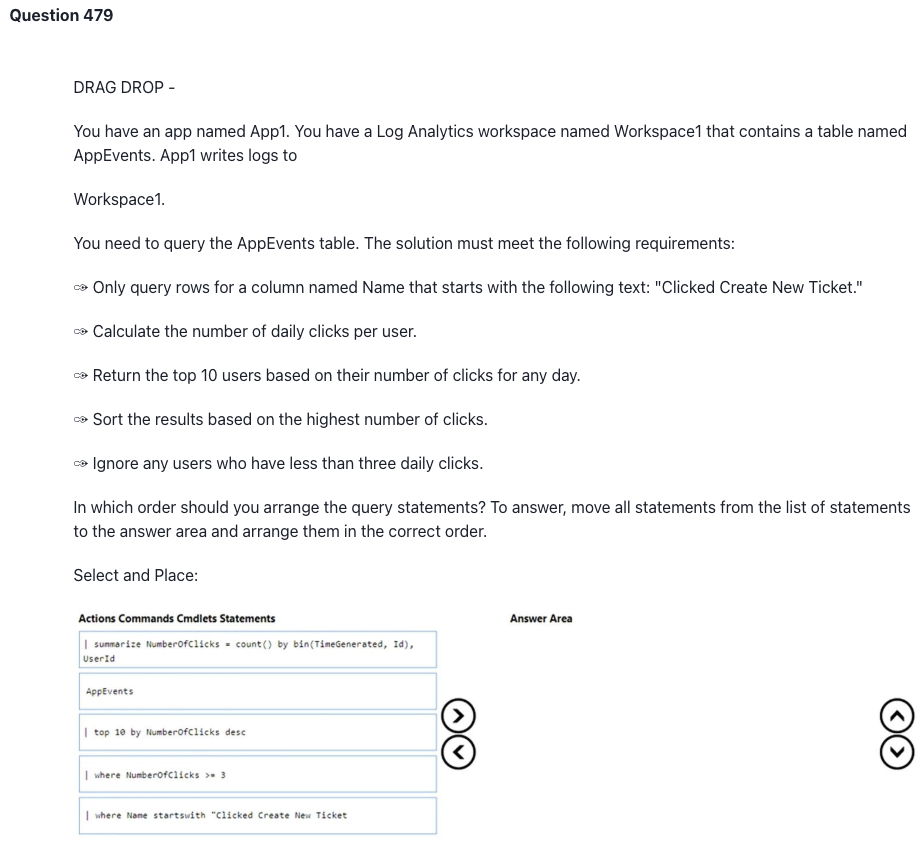 Question 479
DRAG DROP -
You have an app named App1. You have a Log Analytics workspace named Workspace1 that contains a table named
AppEvents. App1 writes logs to
Workspace1.
You need to query the AppEvents table. The solution must meet the following requirements:
✑ Only query rows for a column named Name that starts with the following text: "Clicked Create New Ticket."
✑ Calculate the number of daily clicks per user.
✑ Return the top 10 users based on their number of clicks for any day.
✑ Sort the results based on the highest number of clicks.
✑ Ignore any users who have less than three daily clicks.
In which order should you arrange the query statements? To answer, move all statements from the list of statements
to the answer area and arrange them in the correct order.
Select and Place:
Actions Commands Cmdlets Statements
Answer Area
| summarize NumberOfClicks = count() by bin(TimeGenerated, Id),
UserId
AppEvents
| top 10 by NumberOfClicks desc
| where NumberOfClicks >= 3
| where Name startswith "Clicked Create New Ticket